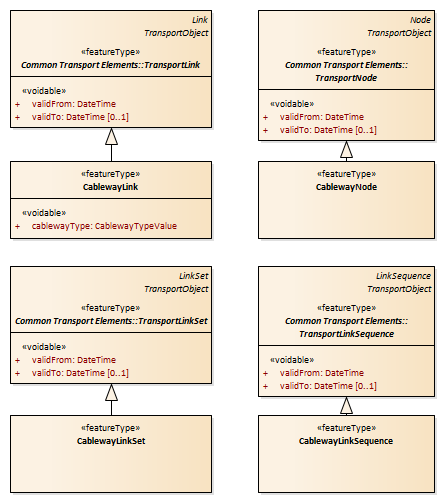 Link
TransportObject
«featureType»
Common Transport Elements::TransportLink
«voidable»
+ validFrom: DateTime
+ validTo: DateTime [0..1]
«featureType»
CablewayLink
«voidable»
+ cablewayType: CablewayTypeValue
Node
TransportObject
«featureType»
Common Transport Elements::
TransportNode
«voidable»
+ validFrom: DateTime
+ validTo: DateTime [0..1]
«featureType»
CablewayNode
LinkSet
TransportObject
«featureType»
Common Transport Elements::TransportLinkSet
«voidable»
+ validFrom: DateTime
+ validTo: DateTime [0..1]
«featureType»
CablewayLinkSet
LinkSequence
TransportObject
«featureType»
Common Transport Elements::
TransportLinkSequence
«voidable»
+ validFrom: DateTime
+ validTo: DateTime [0..1]
«featureType»
CablewayLinkSequence